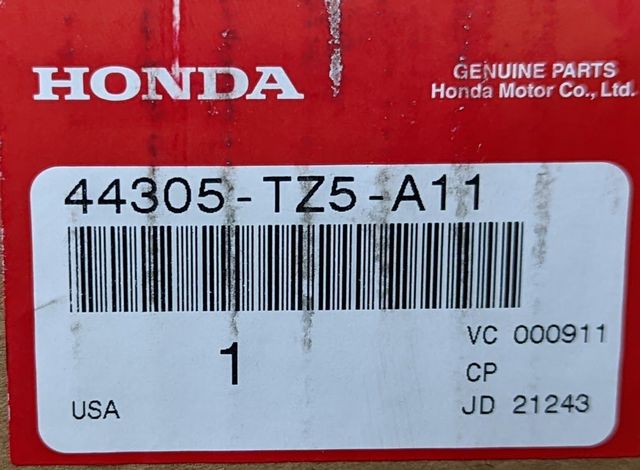 HONDA
GENUINE PARTS
Honda Motor Co., Ltd.
44305-TZ5-A11
1
VC 000911
CP
USA
JD 21243